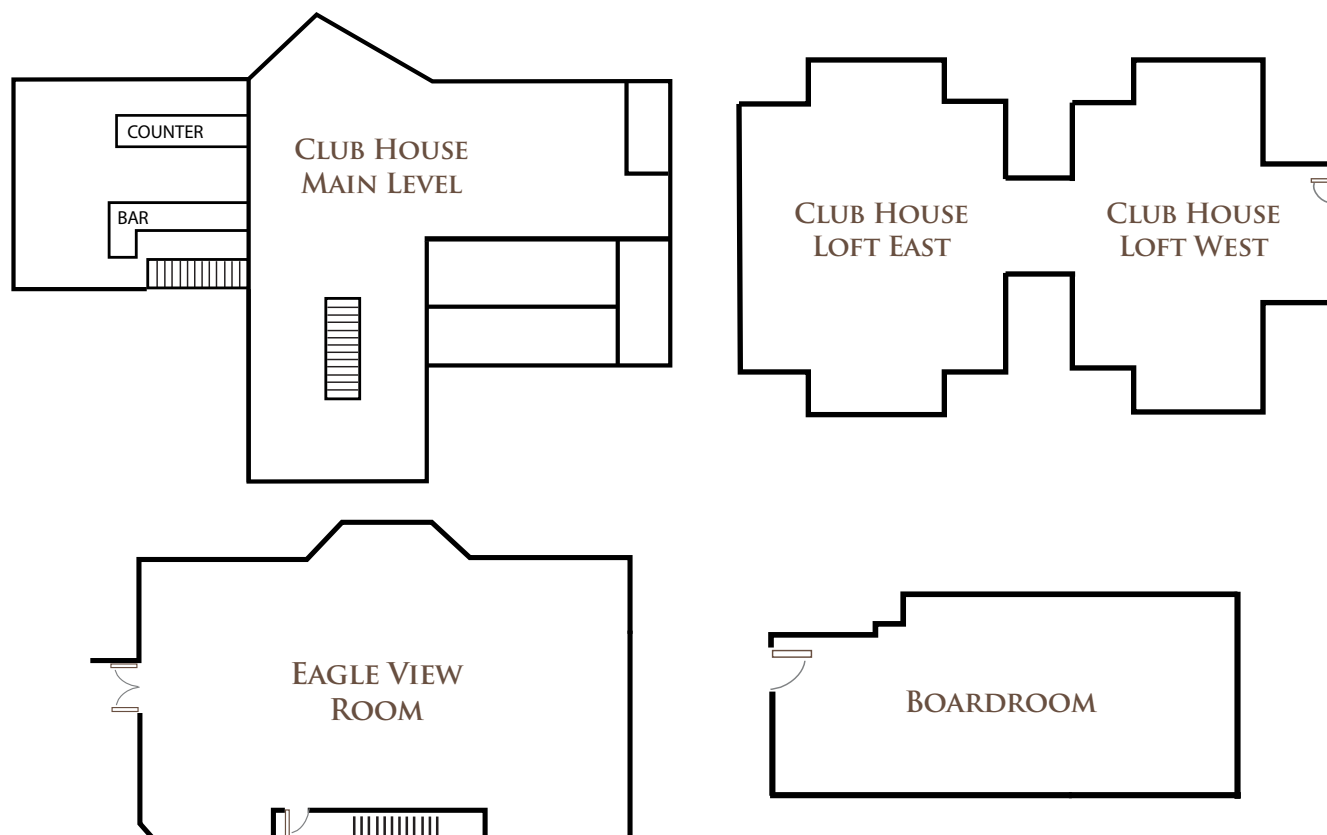 COUNTER
BAR
Club House
Main Level
Club House
Loft East
Club House
Loft West
Eagle View
Room
Boardroom